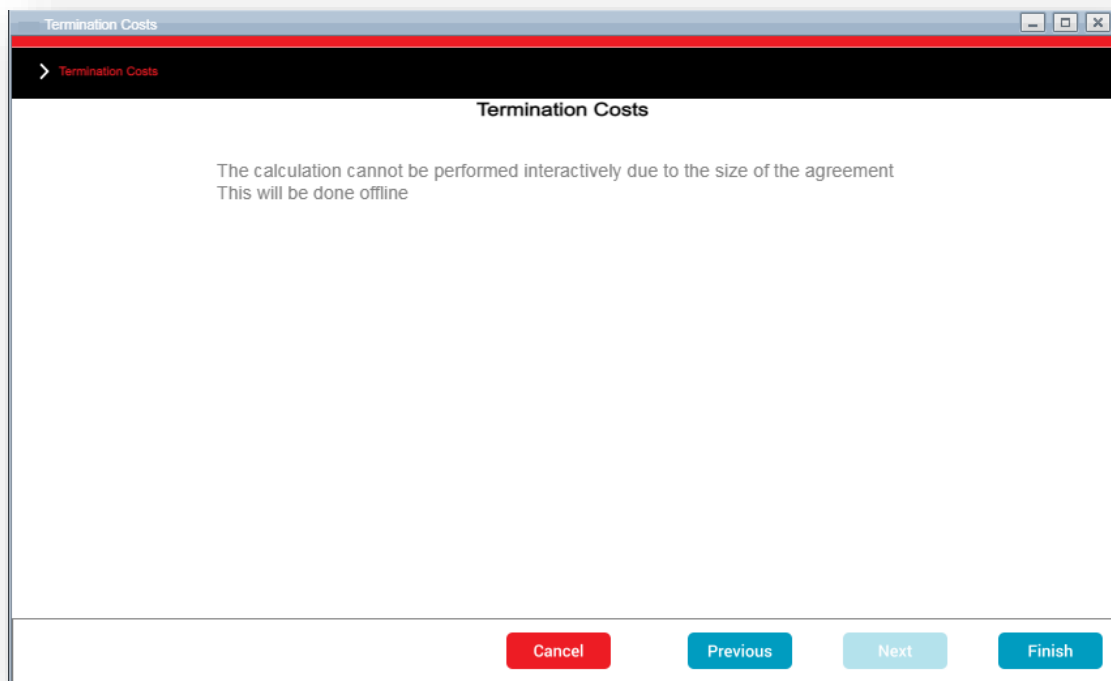 Termination Costs
Termination Costs
Termination Costs
The calculation cannot be performed interactively due to the size of the agreement
This will be done offline
Cancel
Previous
Next
Finish